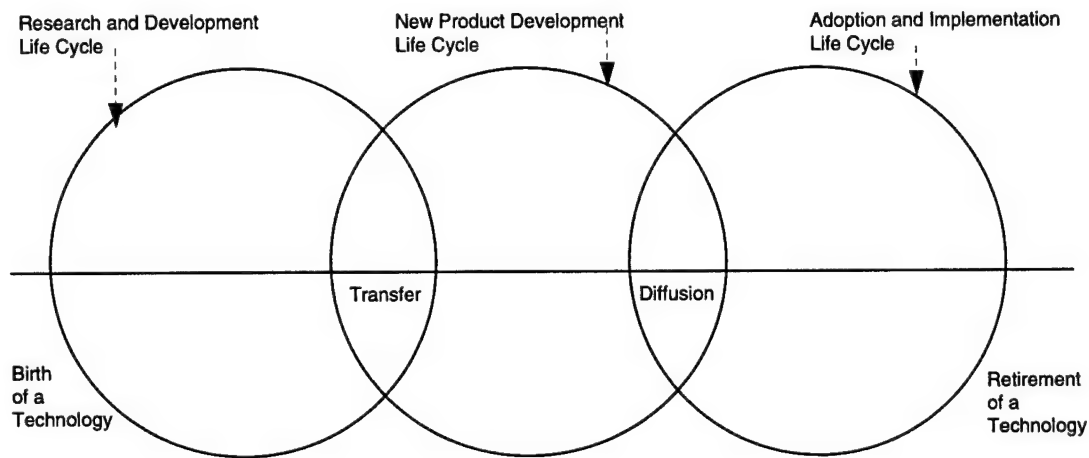 Research and Development
Life Cycle
New Product Development
Life Cycle
Adoption and Implementation
Life Cycle
Transfer
Diffusion
Birth
of a
Technology
Retirement
of a
Technology